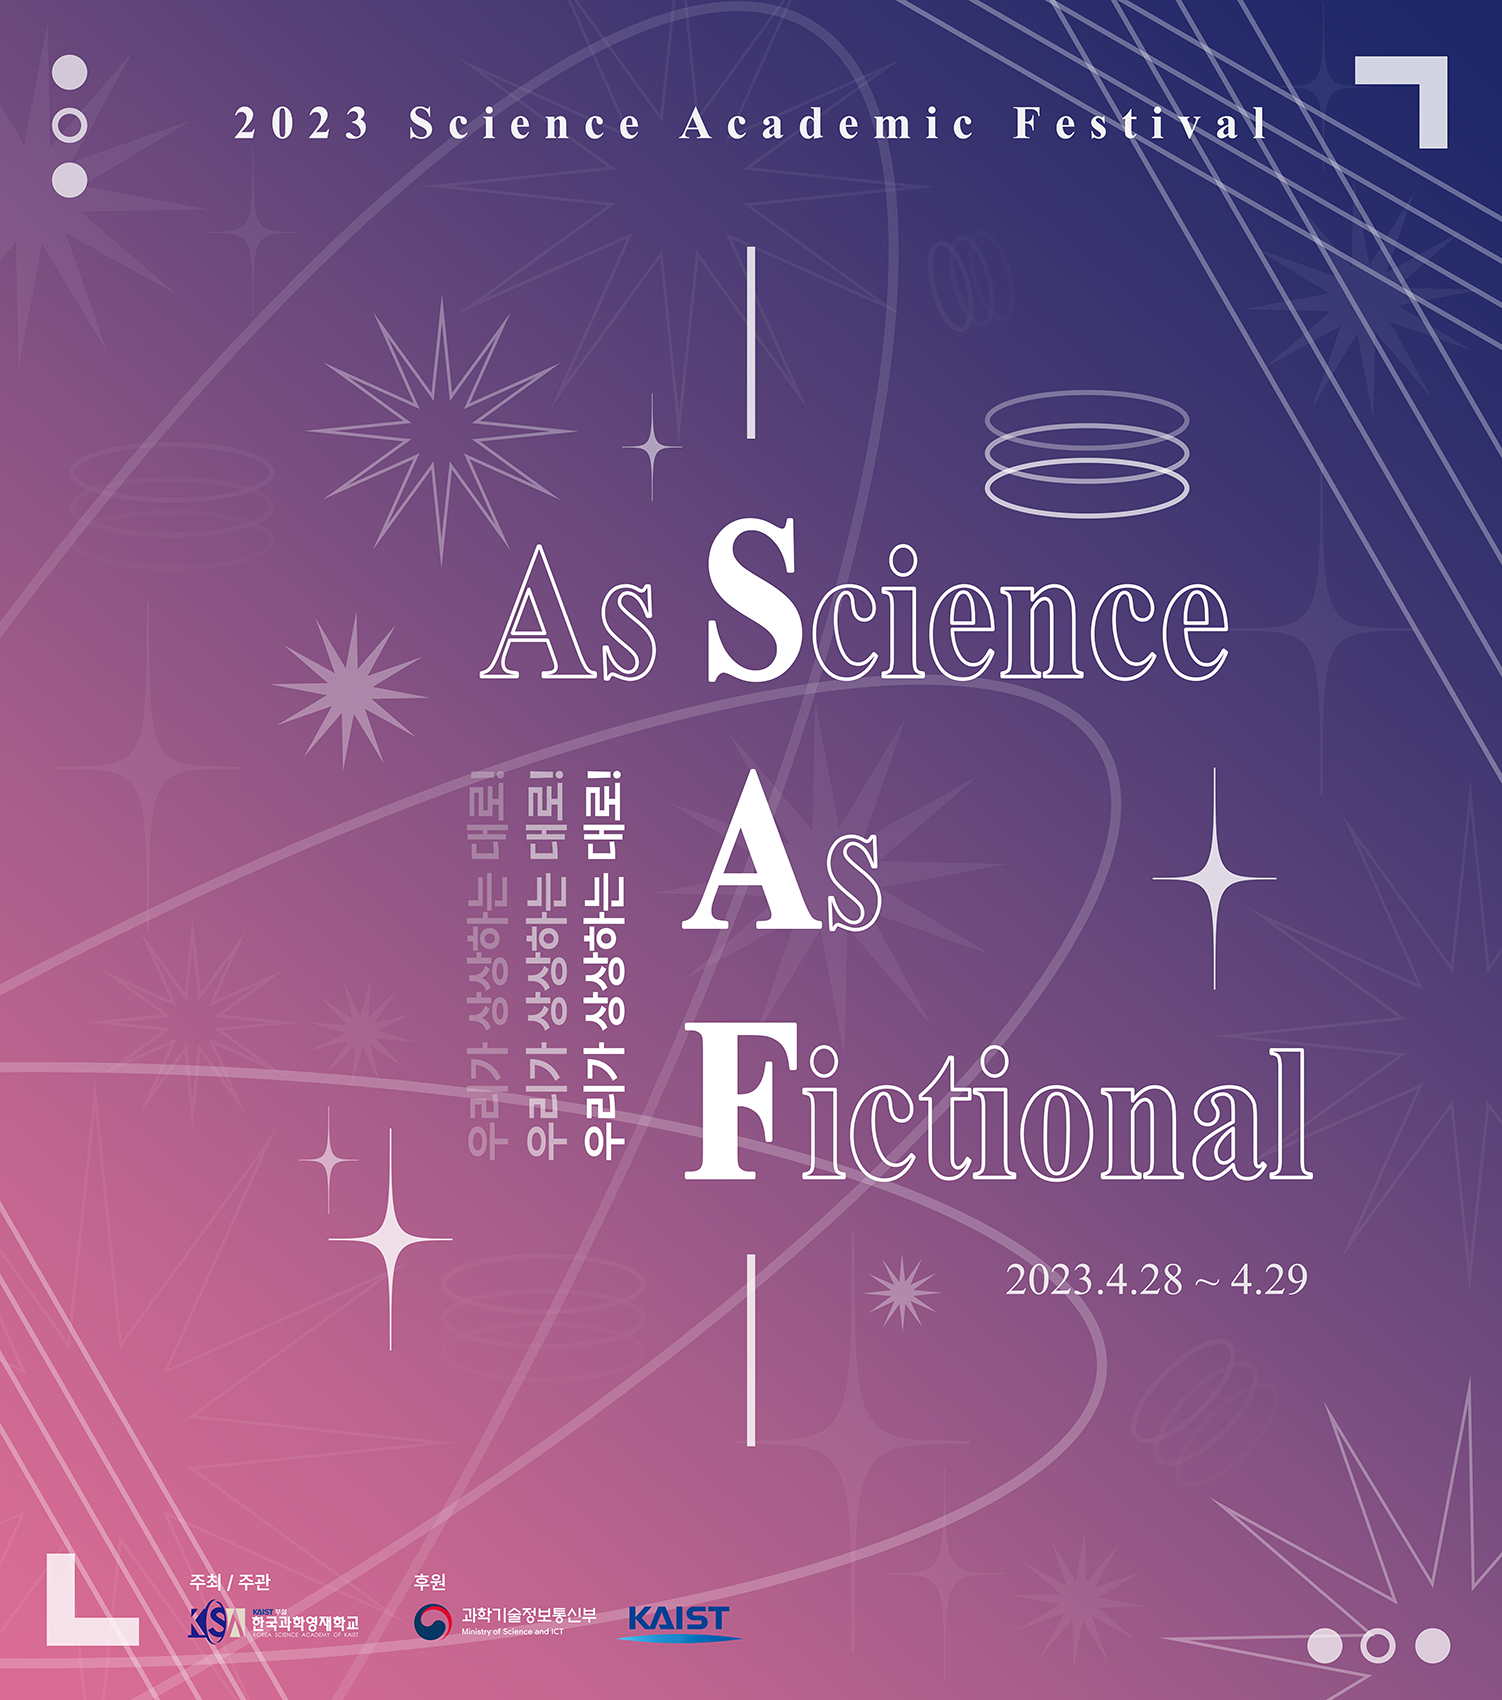 2023 Science Academic Festival
As Science
As
Fictional
우리가 상상하는 대로!
우리가 상상하는 대로!
우리가 상상하는 대로!
2023.4.28 ~ 4.29
주최 / 주관
KSA
KAIST 부설
한국과학영재학교
KOREA SCIENCE ACADEMY OF KAIST
후원
과학기술정보통신부
Ministry of Science and ICT
KAIST